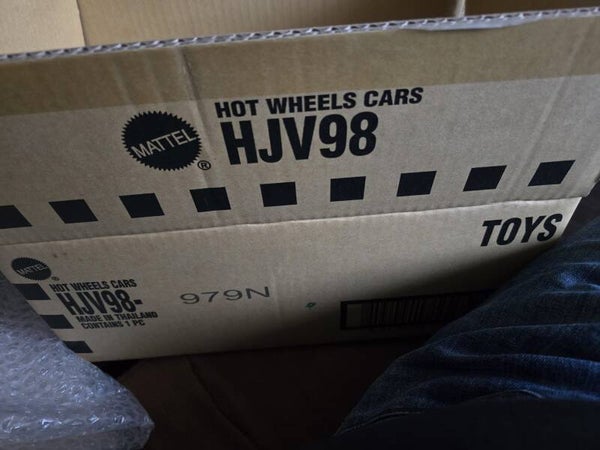 HOT WHEELS CARS
MATTEL
®
HJV98
TOYS
MATTEL
®
HOT WHEELS CARS
HJV98-
979N
MADE IN THAILAND
CONTAINS 1 PC